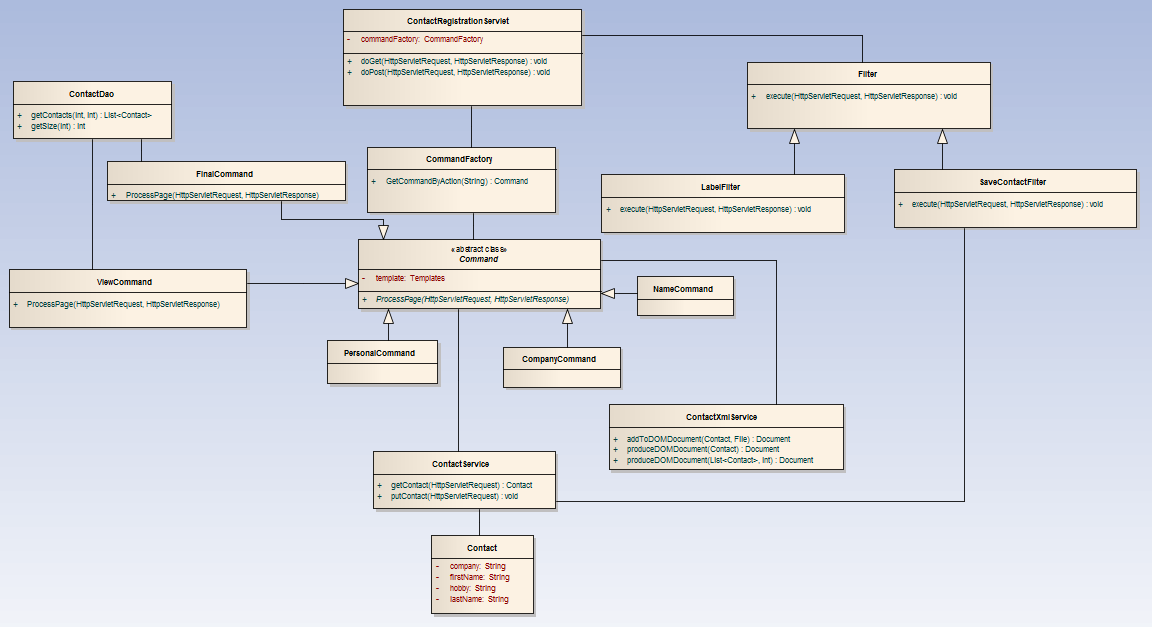 ContactRegistrationServlet
- commandFactory: CommandFactory
+ doGet(HttpServletRequest, HttpServletResponse) : void
+ doPost(HttpServletRequest, HttpServletResponse) : void
Filter
+ execute(HttpServletRequest, HttpServletResponse) : void
ContactDao
+ getContacts(int, int) : List<Contact>
+ getSize(int) : int
FinalCommand
+ ProcessPage(HttpServletRequest, HttpServletResponse)
CommandFactory
+ GetCommandByAction(String) : Command
LabelFilter
+ execute(HttpServletRequest, HttpServletResponse) : void
SaveContactFilter
+ execute(HttpServletRequest, HttpServletResponse) : void
«abstract class»
Command
- template: Templates
+ ProcessPage(HttpServletRequest, HttpServletResponse)
ViewCommand
+ ProcessPage(HttpServletRequest, HttpServletResponse)
NameCommand
PersonalCommand
CompanyCommand
ContactXmlService
+ addToDOMDocument(Contact, File) : Document
+ produceDOMDocument(Contact) : Document
+ produceDOMDocument(List<Contact>, int) : Document
ContactService
+ getContact(HttpServletRequest) : Contact
+ putContact(HttpServletRequest) : void
Contact
- company: String
- firstName: String
- hobby: String
- lastName: String